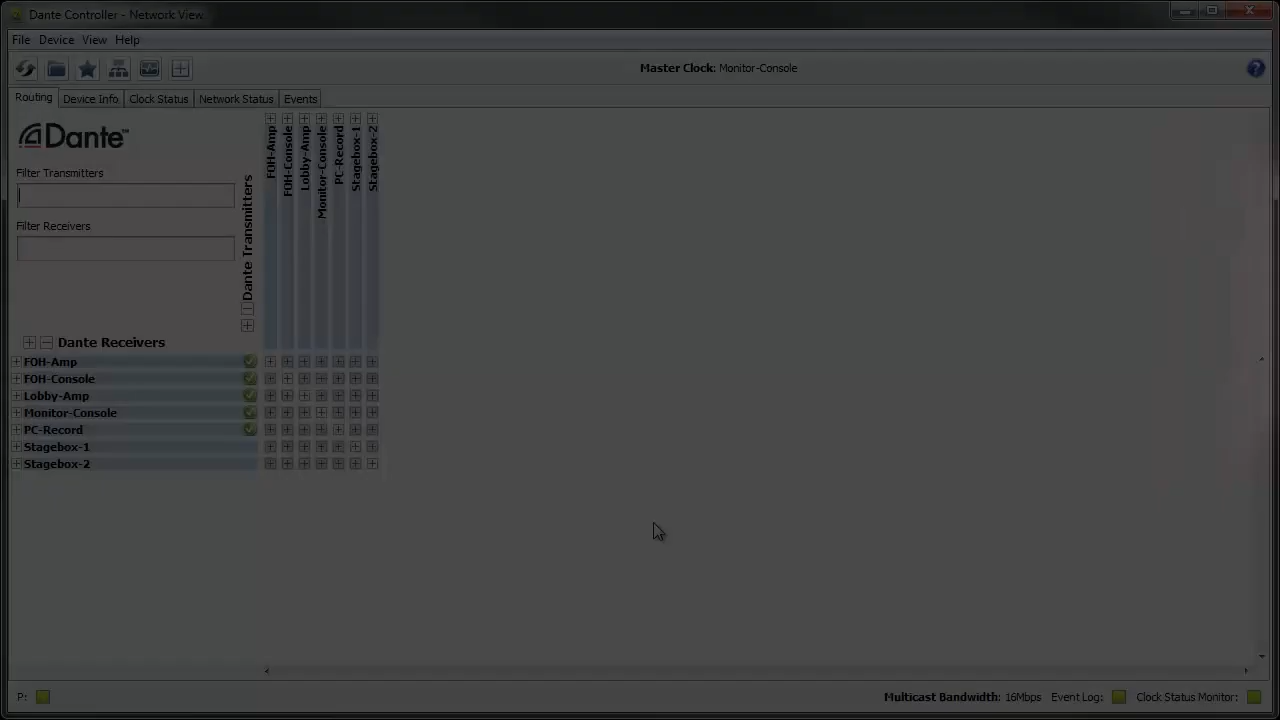 Dante Controller - Network View
File Device View Help
Master Clock: Monitor-Console
?
Routing Device Info Clock Status Network Status Events
Dante™
Filter Transmitters
Filter Receivers
Dante Transmitters
FOH-Amp
FOH-Console
Lobby-Amp
Monitor-Console
PC-Record
Stagebox-1
Stagebox-2
Dante Receivers
FOH-Amp
FOH-Console
Lobby-Amp
Monitor-Console
PC-Record
Stagebox-1
Stagebox-2
P: Multicast Bandwidth: 16Mbps Event Log: Clock Status Monitor: